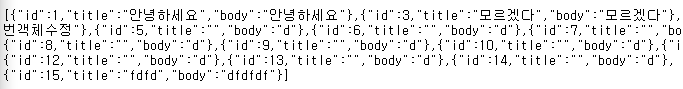 [{"id":1,"title":"안녕하세요","body":"안녕하세요"},{"id":3,"title":"모르겠다","body":"모르겠다"},
번액체수정"},{"id":5,"title":"","body":"d"},{"id":6,"title":"","body":"d"},{"id":7,"title":"","bo
{"id":8,"title":"","body":"d"},{"id":9,"title":"","body":"d"},{"id":10,"title":"","body":"d"},{"i
{"id":12,"title":"","body":"d"},{"id":13,"title":"","body":"d"},{"id":14,"title":"","body":"d"},
{"id":15,"title":"fdfd","body":"dfdfdf"}]